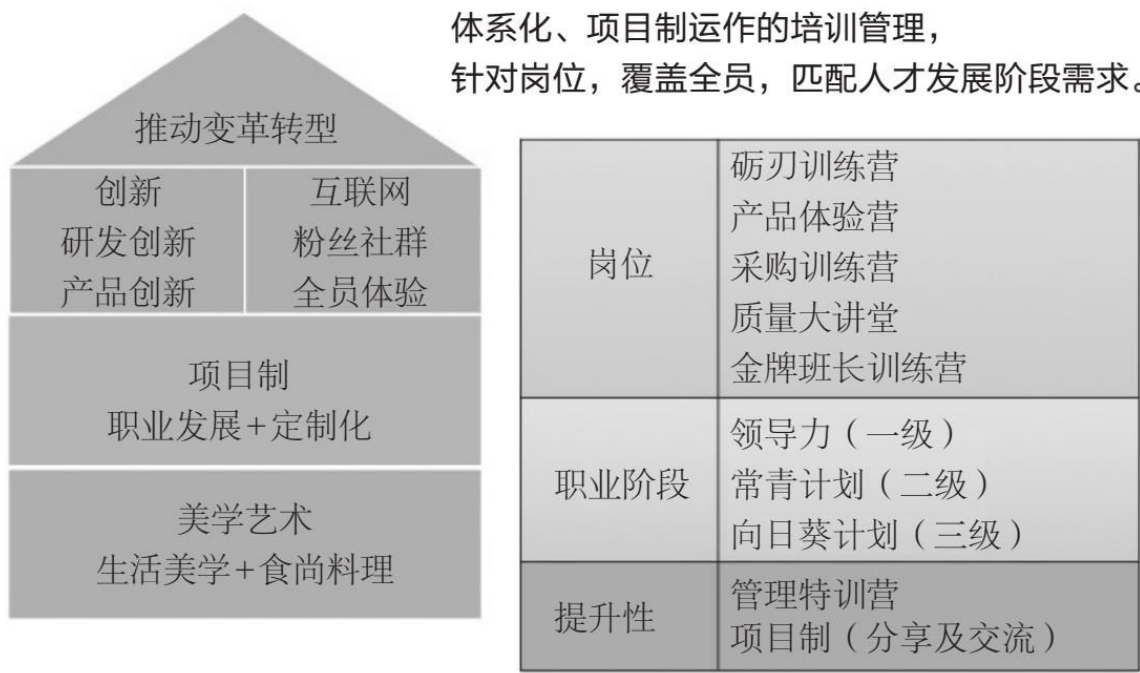 体系化、项目制运作的培训管理，
针对岗位，覆盖全员，匹配人才发展阶段需求。
推动变革转型
创新
研发创新
产品创新
互联网
粉丝社群
全员体验
项目制
职业发展+定制化
美学艺术
生活美学+食尚料理
岗位
砺刃训练营
产品体验营
采购训练营
质量大讲堂
金牌班长训练营
职业阶段
领导力（一级）
常青计划（二级）
向日葵计划（三级）
提升性
管理特训营
项目制（分享及交流）